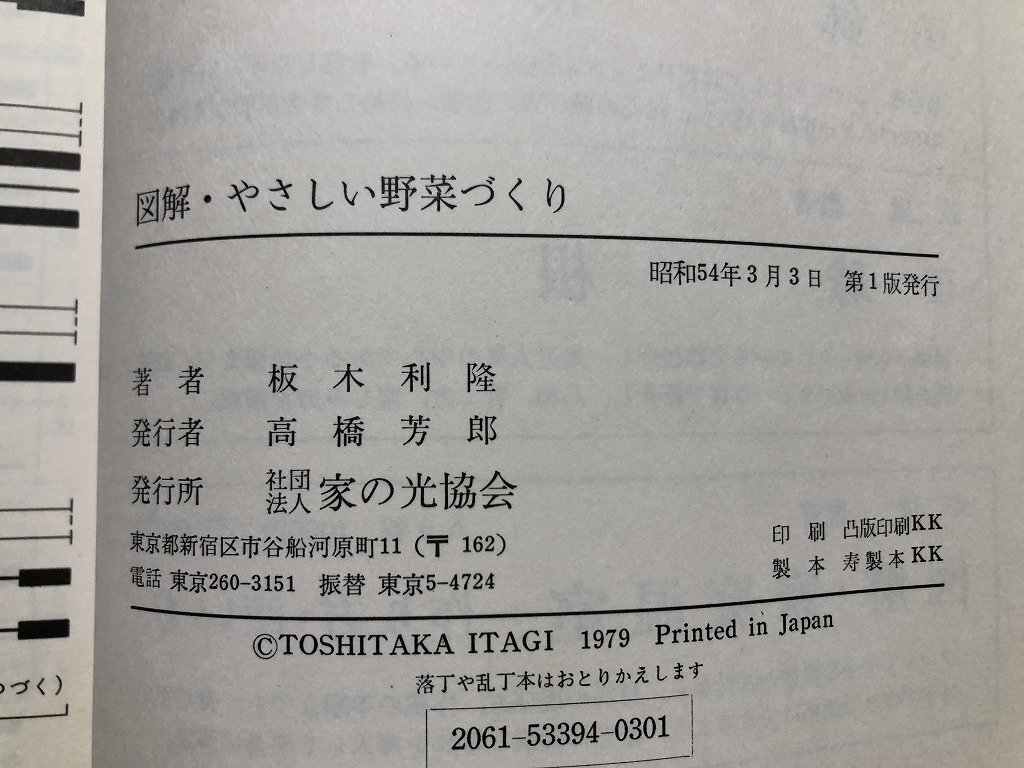 図解・やさしい野菜づくり
昭和54年3月3日 第1版発行
著者 板木利隆
発行者 高橋芳郎
発行所 社団法人 家の光協会
東京都新宿区市谷船河原町11(〒162)
電話 東京260-3151 振替 東京5-4724
印刷 凸版印刷KK
製本 寿製本KK
©TOSHITAKA ITAGI 1979 Printed in Japan
落丁や乱丁本はおとりかえします
2061-53394-0301
づく)